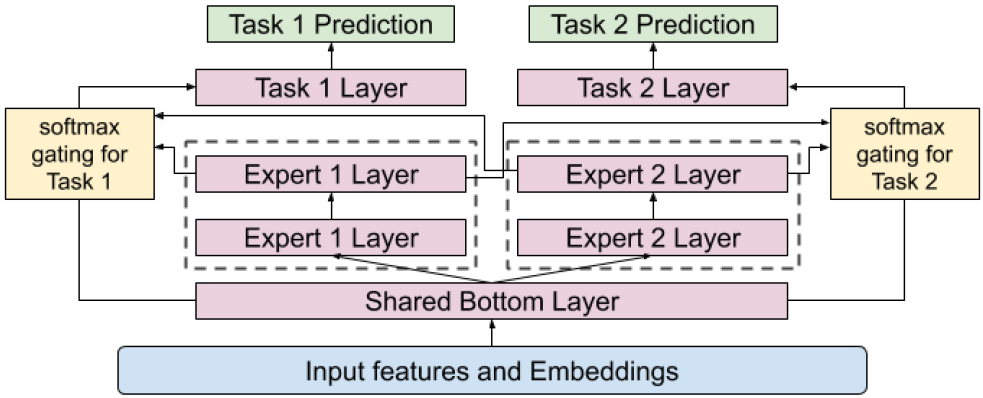 Task 1 Prediction
Task 2 Prediction
Task 1 Layer
Task 2 Layer
softmax
gating for
Task 1
softmax
gating for
Task 2
Expert 1 Layer
Expert 2 Layer
Expert 1 Layer
Expert 2 Layer
Shared Bottom Layer
Input features and Embeddings